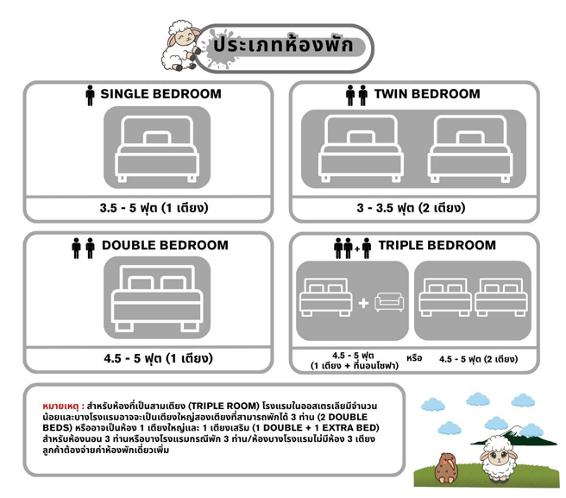 ประเภทห้องพัก
SINGLE BEDROOM
3.5 - 5 ฟุต (1 เตียง)
TWIN BEDROOM
3 - 3.5 ฟุต (2 เตียง)
DOUBLE BEDROOM
4.5 - 5 ฟุต (1 เตียง)
TRIPLE BEDROOM
4.5 - 5 ฟุต
(1 เตียง + ที่นอนโซฟา)
หรือ
4.5 - 5 ฟุต (2 เตียง)
หมายเหตุ : สำหรับห้องที่เป็นสามเตียง (TRIPLE ROOM) โรงแรมในออสเตรเลียมีจำนวน
น้อยและบางโรงแรมอาจจะเป็นเตียงใหญ่สองเตียงที่สามารถพักได้ 3 ท่าน (2 DOUBLE
BEDS) หรืออาจเป็นห้อง 1 เตียงใหญ่และ 1 เตียงเสริม (1 DOUBLE + 1 EXTRA BED)
สำหรับห้องนอน 3 ท่านหรือบางโรงแรมกรณีพัก 3 ท่าน/ห้องบางโรงแรมไม่มีห้อง 3 เตียง
ลูกค้าต้องจ่ายค่าห้องพักเดี่ยวเพิ่ม